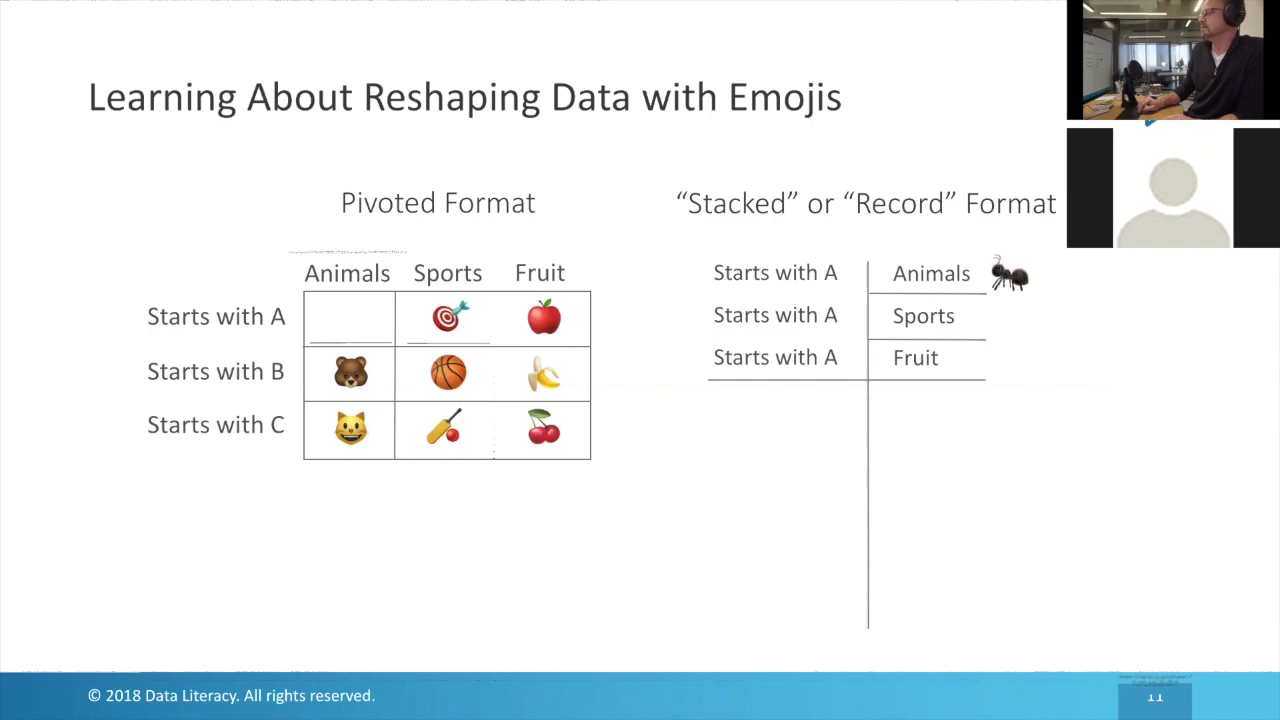 Learning About Reshaping Data with Emojis
Pivoted Format
Animals Sports Fruit
Starts with A
Starts with B
Starts with C
“Stacked” or “Record” Format
Starts with A Animals
Starts with A Sports
Starts with A Fruit
© 2018 Data Literacy. All rights reserved.